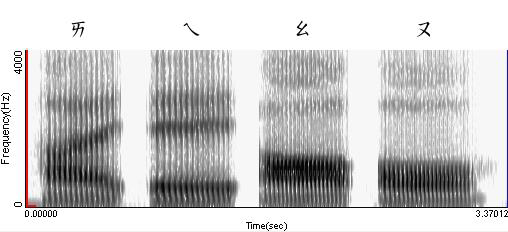 ㄞ ㄟ ㄠ ㄡ
4000
Frequency(Hz)
0
0.00000 3.37012
Time(sec)